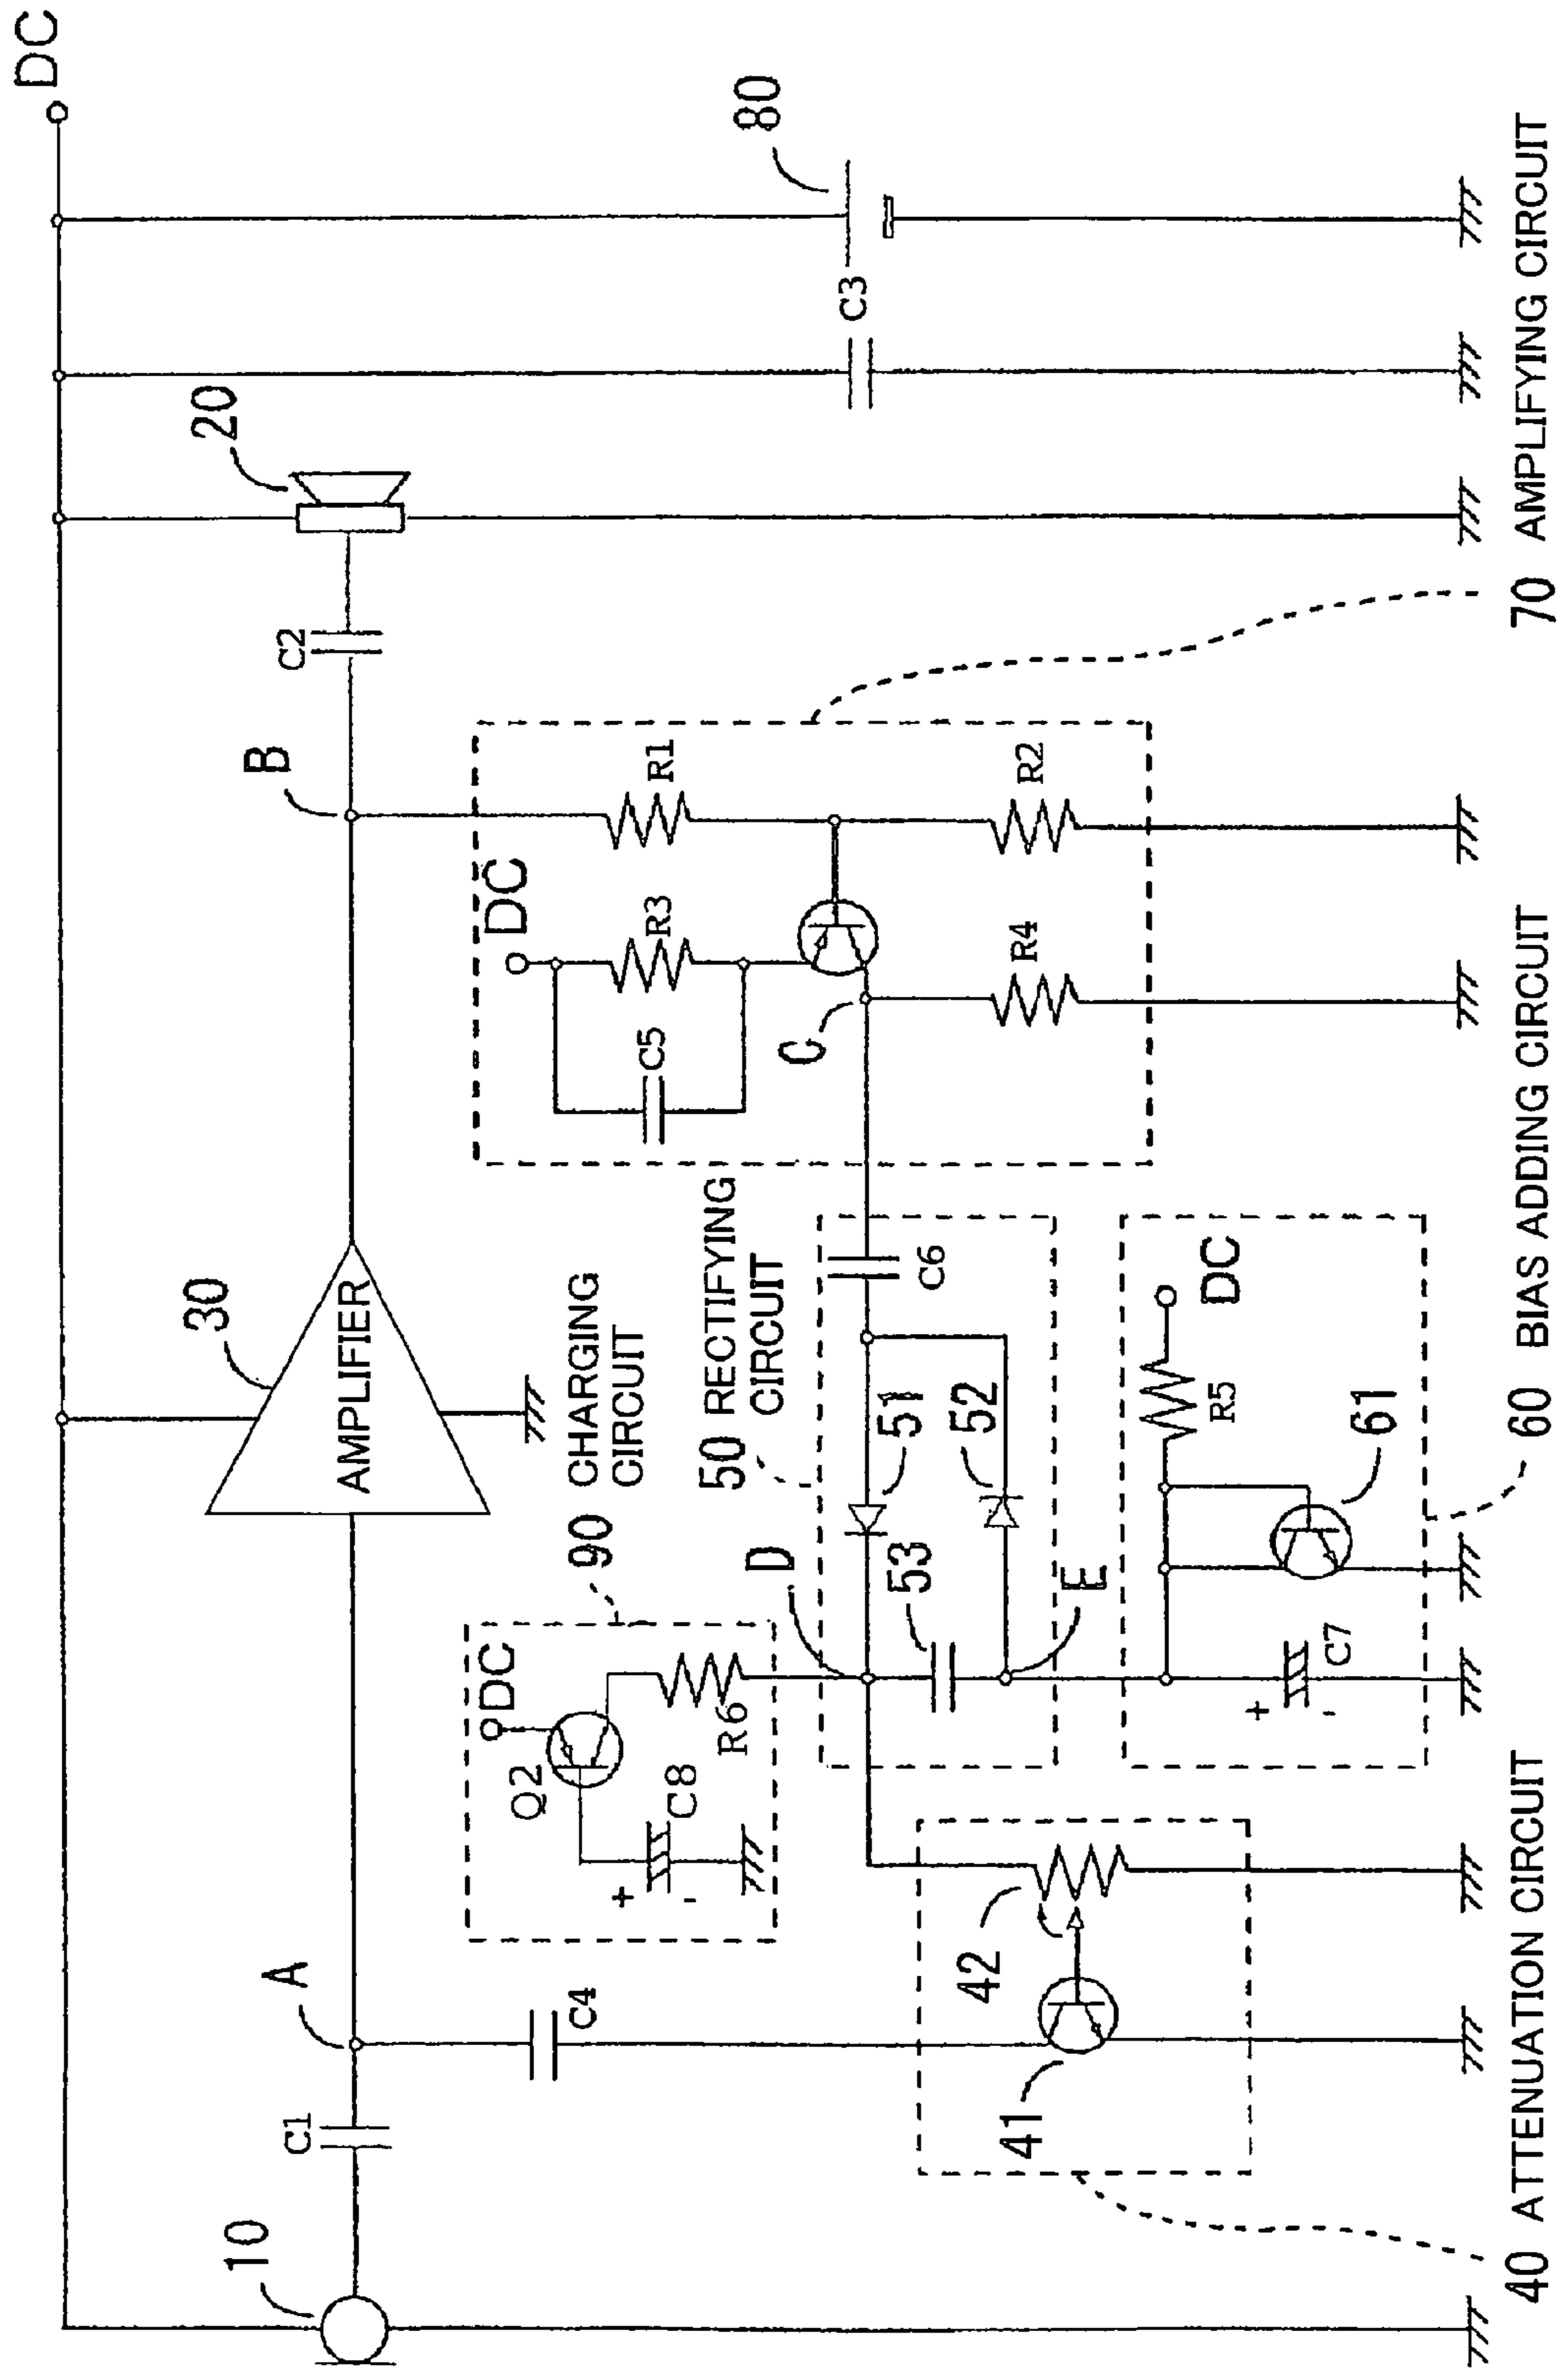 DC
10
C1
A
30
AMPLIFIER
B
C2
20
C3
80
C4
90 CHARGING
CIRCUIT
Q2
DC
C8
+
-
R6
50 RECTIFYING
CIRCUIT
D
51
52
53
E
C6
DC
R3
R1
C5
C
R4
R2
41
42
DC
R5
61
C7
+
-
40 ATTENUATION CIRCUIT
60 BIAS ADDING CIRCUIT
70 AMPLIFYING CIRCUIT